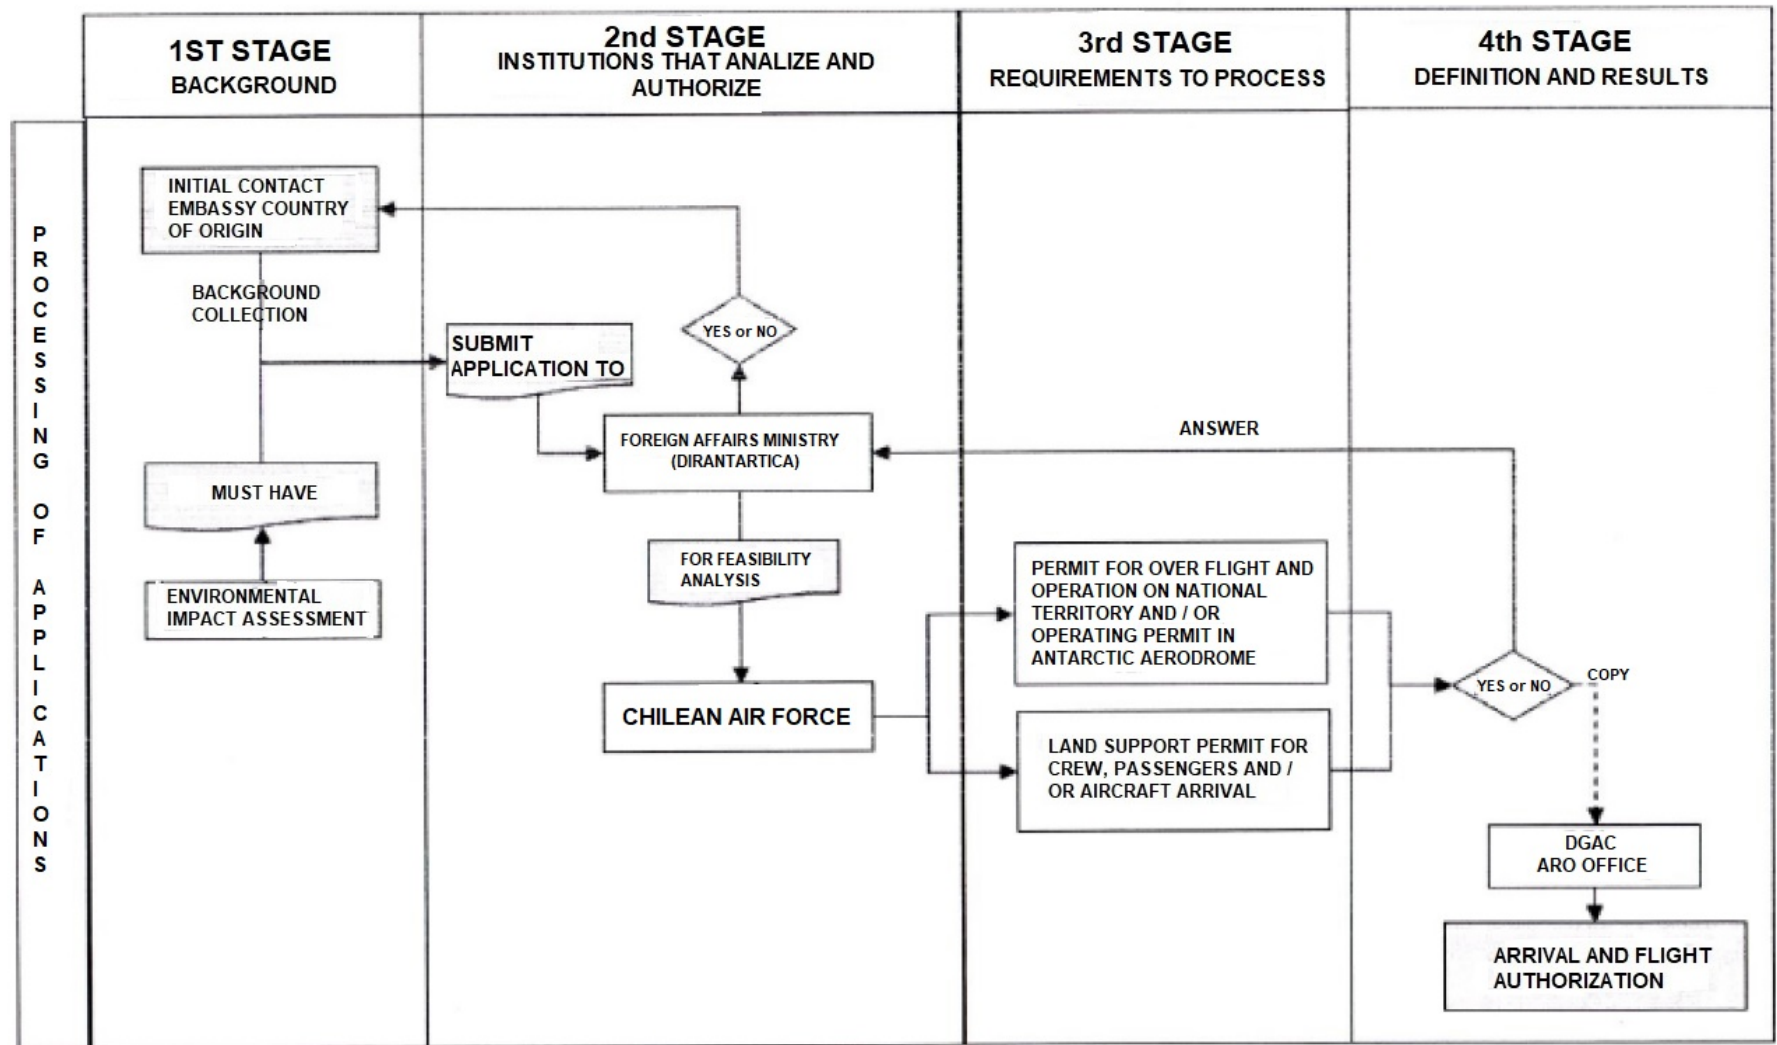 1ST STAGE
BACKGROUND
2nd STAGE
INSTITUTIONS THAT ANALIZE AND
AUTHORIZE
3rd STAGE
REQUIREMENTS TO PROCESS
4th STAGE
DEFINITION AND RESULTS
PROCESSING OF APPLICATIONS
INITIAL CONTACT
EMBASSY COUNTRY
OF ORIGIN
BACKGROUND
COLLECTION
MUST HAVE
ENVIRONMENTAL
IMPACT ASSESSMENT
SUBMIT
APPLICATION TO
YES or NO
FOREIGN AFFAIRS MINISTRY
(DIRANTARTICA)
FOR FEASIBILITY
ANALYSIS
CHILEAN AIR FORCE
ANSWER
PERMIT FOR OVER FLIGHT AND
OPERATION ON NATIONAL
TERRITORY AND / OR
OPERATING PERMIT IN
ANTARCTIC AERODROME
LAND SUPPORT PERMIT FOR
CREW, PASSENGERS AND /
OR AIRCRAFT ARRIVAL
YES or NO
COPY
DGAC
ARO OFFICE
ARRIVAL AND FLIGHT
AUTHORIZATION